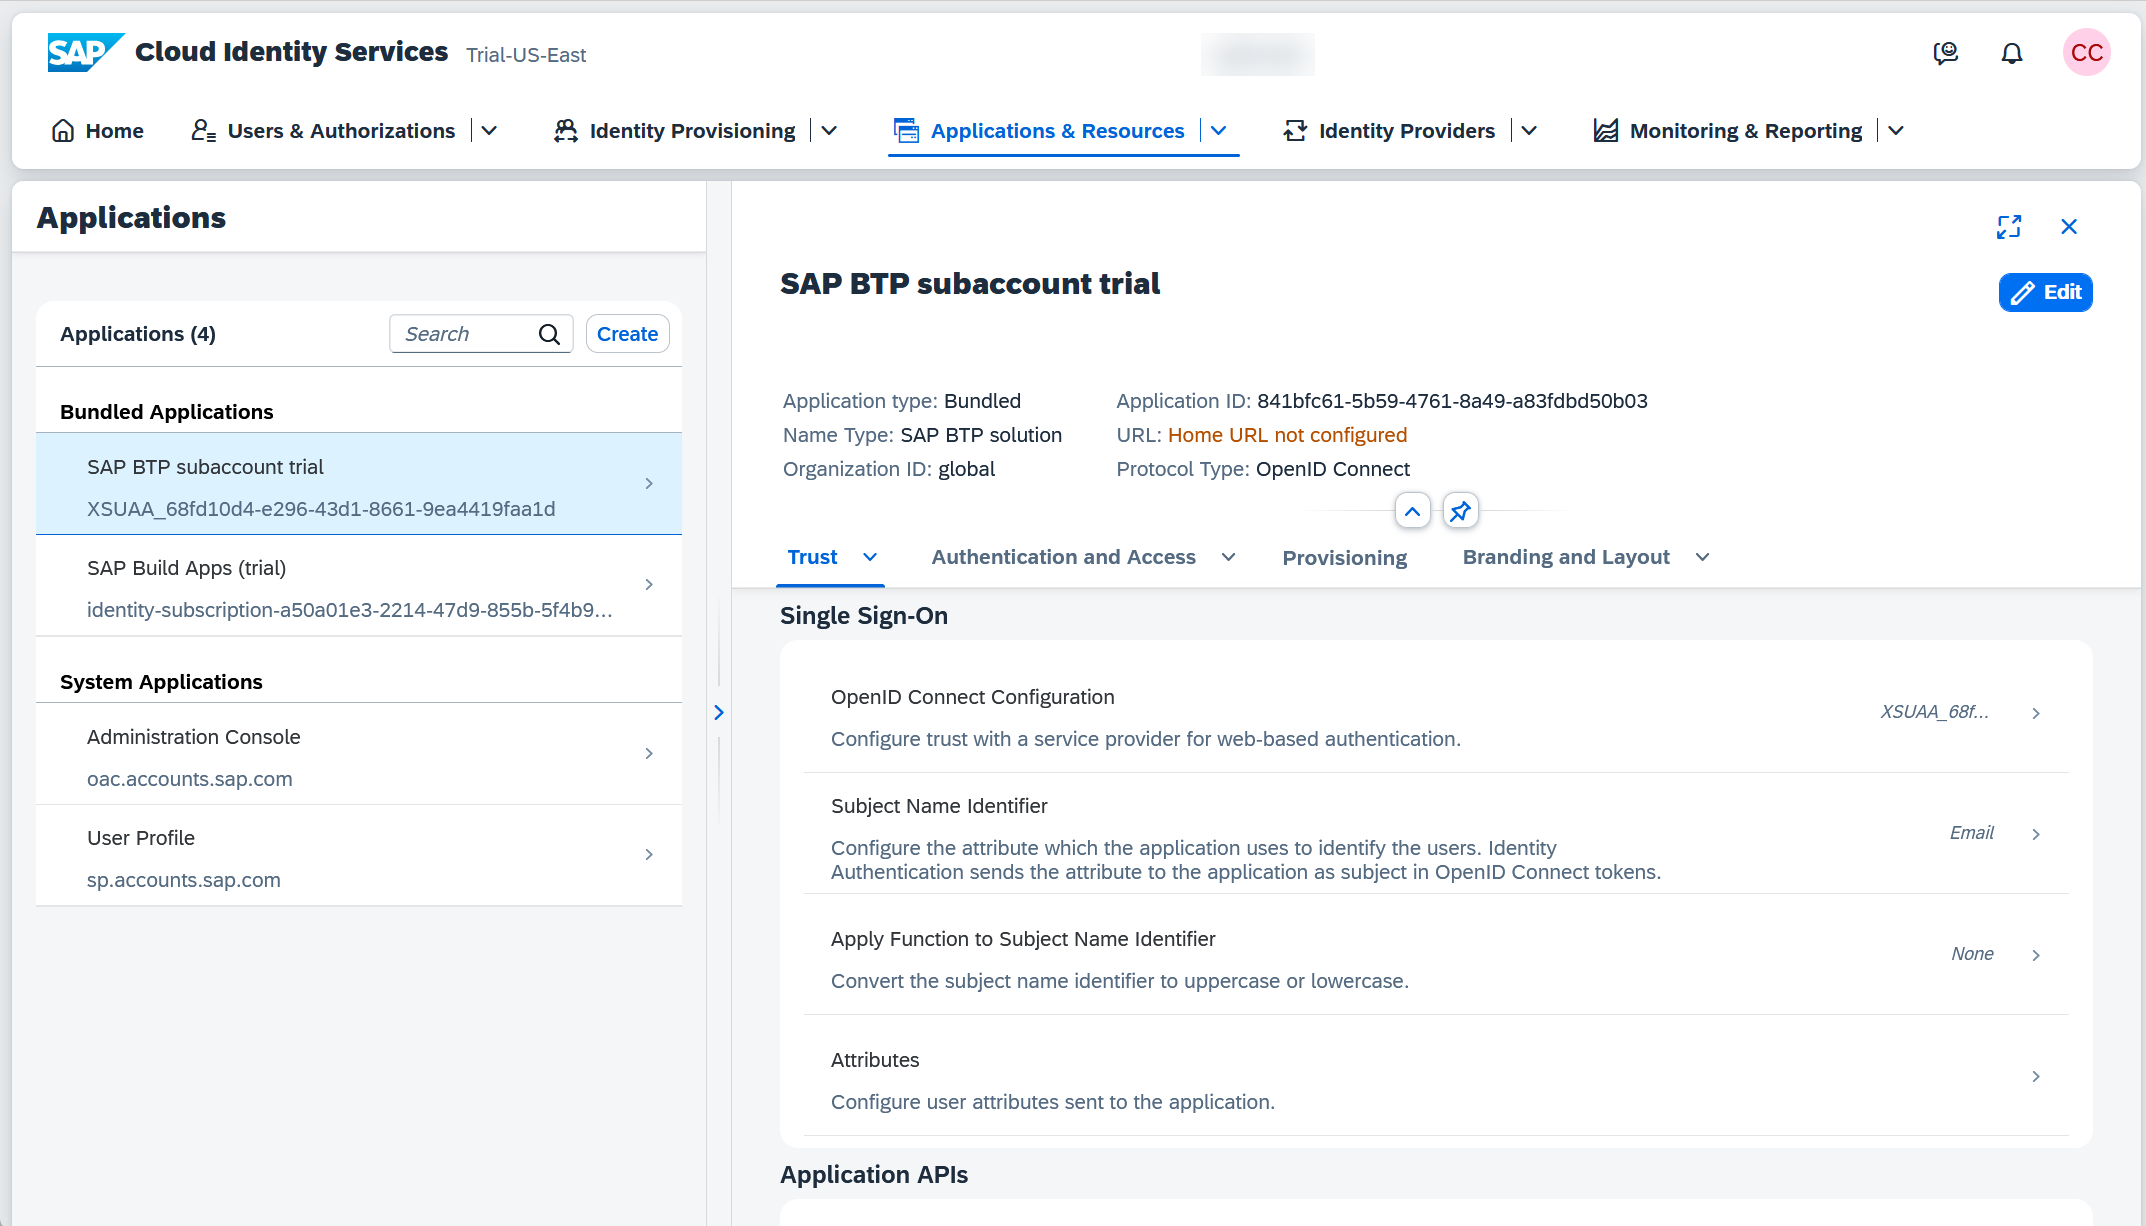 SAP Cloud Identity Services Trial-US-East
CC
Home Users & Authorizations Identity Provisioning Applications & Resources Identity Providers Monitoring & Reporting
Applications
Applications (4) Search Create
Bundled Applications
SAP BTP subaccount trial
XSUAA_68fd10d4-e296-43d1-8661-9ea4419faa1d
SAP Build Apps (trial)
identity-subscription-a50a01e3-2214-47d9-855b-5f4b9...
System Applications
Administration Console
oac.accounts.sap.com
User Profile
sp.accounts.sap.com
SAP BTP subaccount trial
Edit
Application type: Bundled Application ID: 841bfc61-5b59-4761-8a49-a83fdbd50b03
Name Type: SAP BTP solution URL: Home URL not configured
Organization ID: global Protocol Type: OpenID Connect
Trust Authentication and Access Provisioning Branding and Layout
Single Sign-On
OpenID Connect Configuration
XSUAA_68f...
Configure trust with a service provider for web-based authentication.
Subject Name Identifier
Email
Configure the attribute which the application uses to identify the users. Identity
Authentication sends the attribute to the application as subject in OpenID Connect tokens.
Apply Function to Subject Name Identifier
None
Convert the subject name identifier to uppercase or lowercase.
Attributes
Configure user attributes sent to the application.
Application APIs